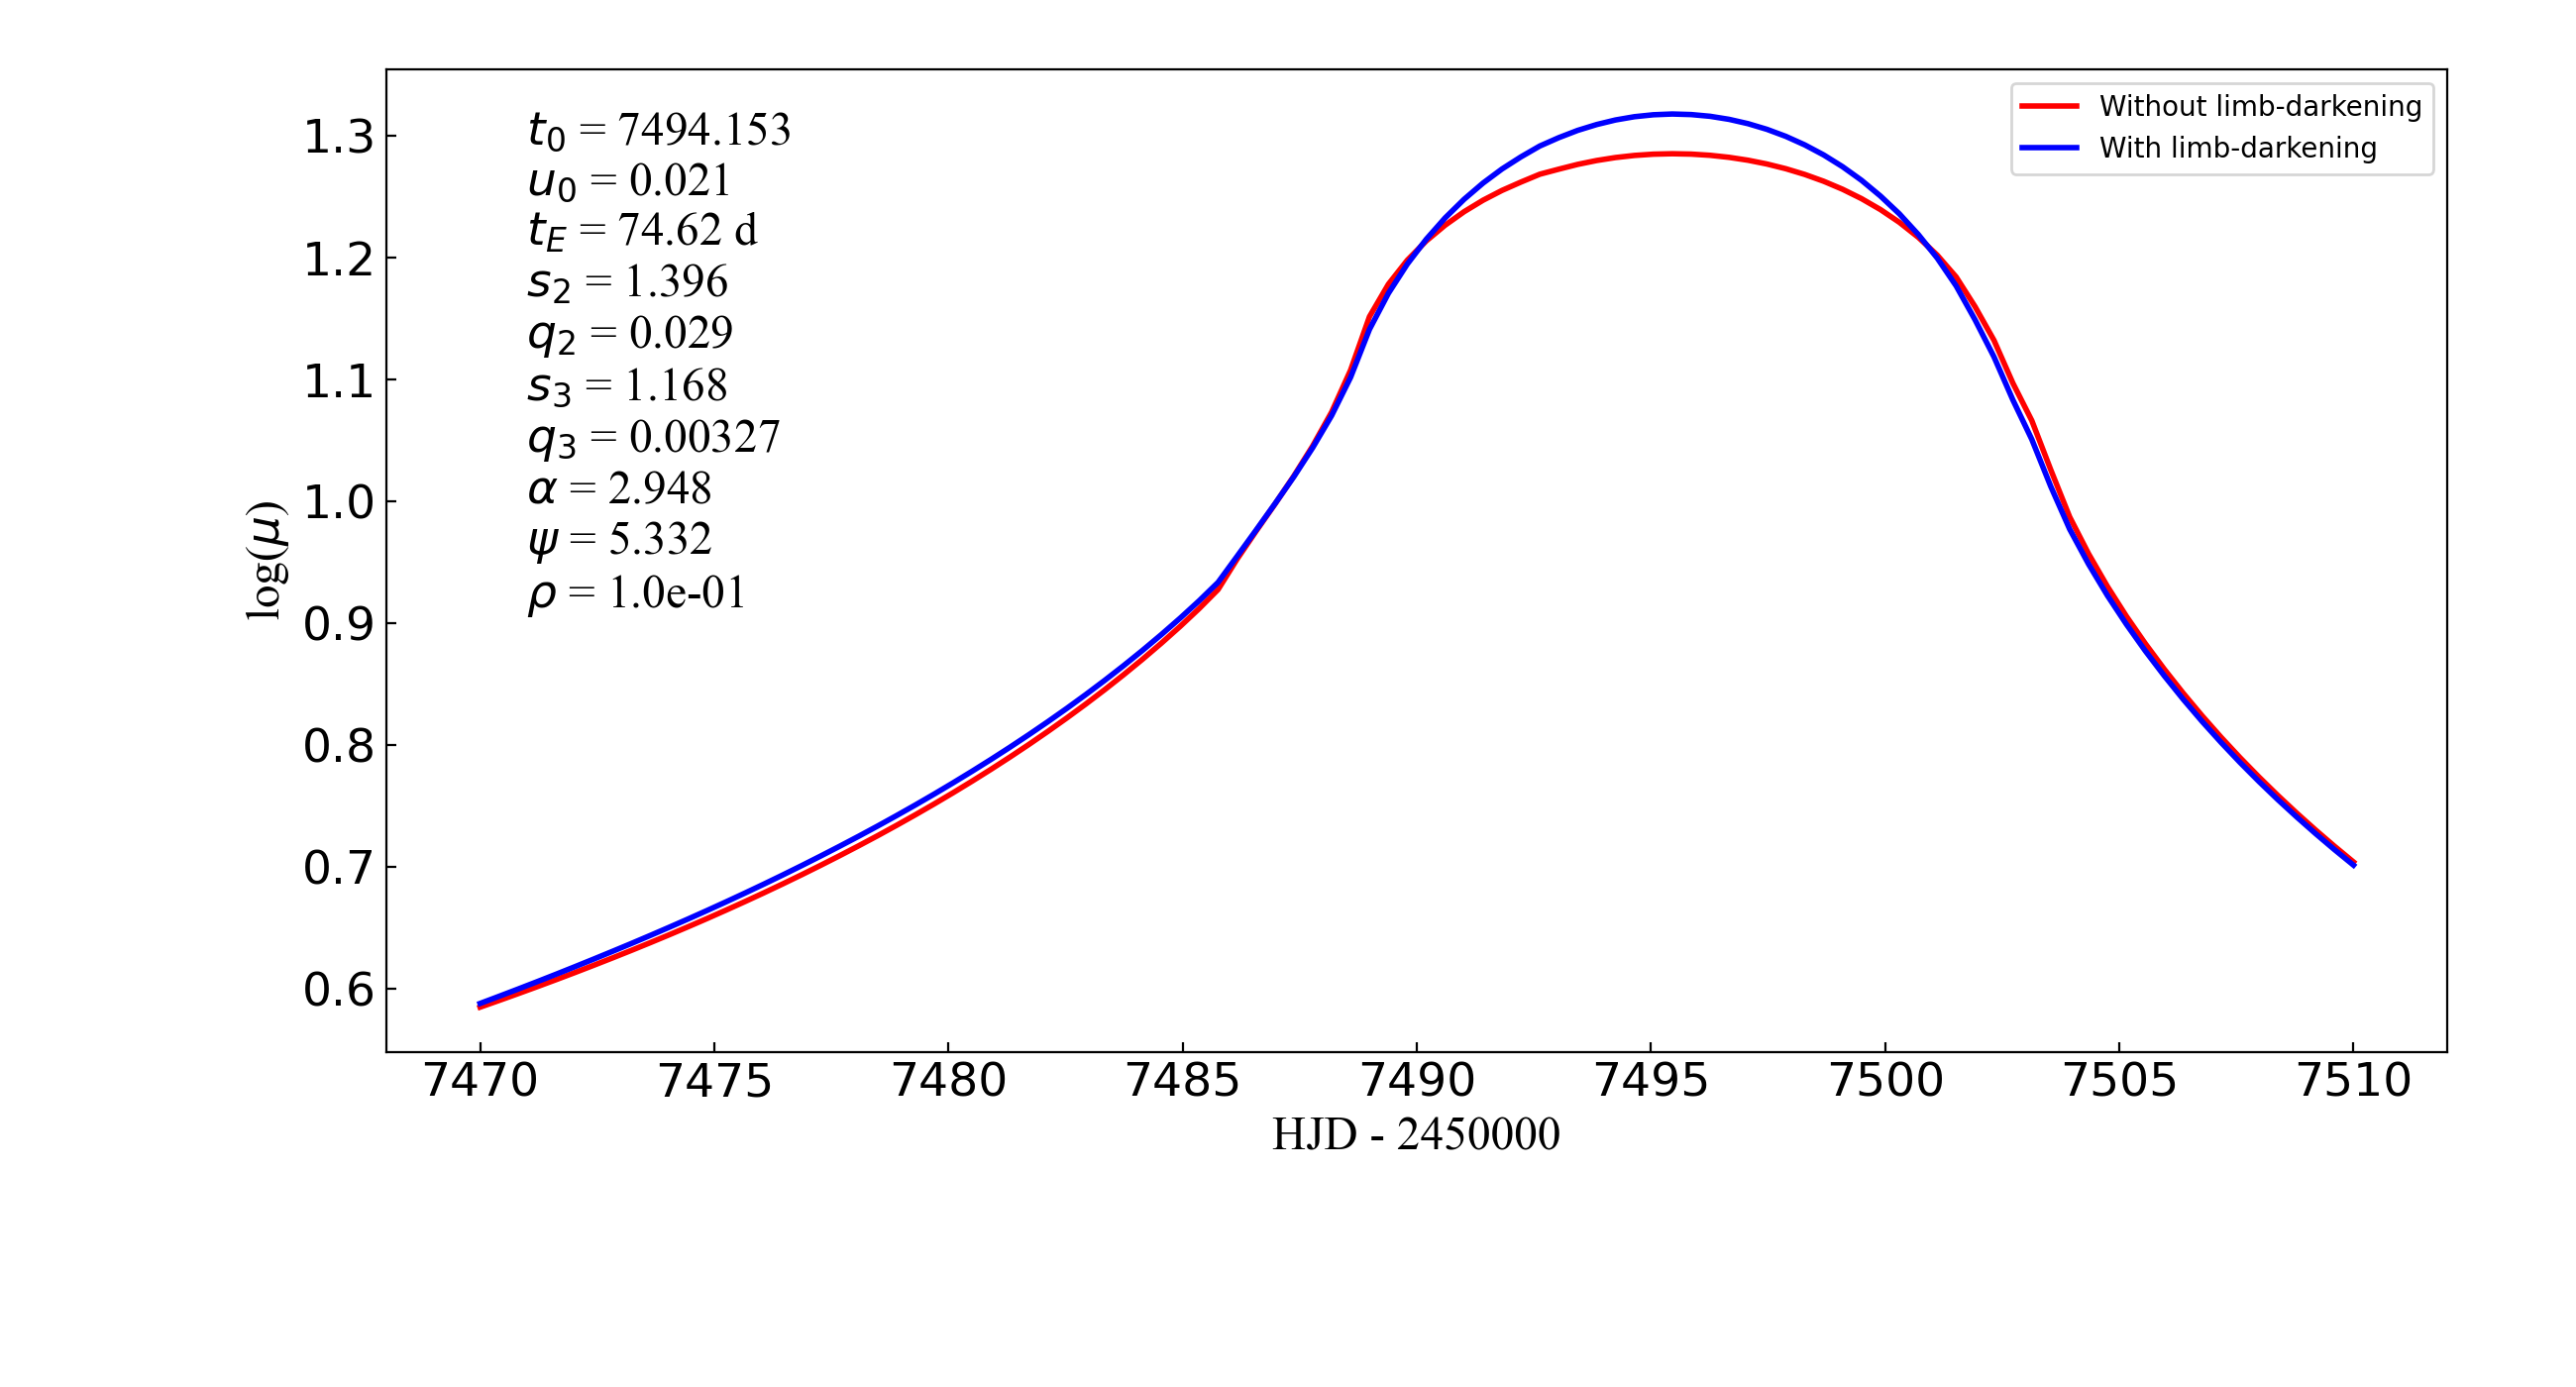 t0 = 7494.153
u0 = 0.021
tE = 74.62 d
s2 = 1.396
q2 = 0.029
s3 = 1.168
q3 = 0.00327
α = 2.948
ψ = 5.332
ρ = 1.0e-01
Without limb-darkening
With limb-darkening
log(μ)
1.3
1.2
1.1
1.0
0.9
0.8
0.7
0.6
7470 7475 7480 7485 7490 7495 7500 7505 7510
HJD - 2450000